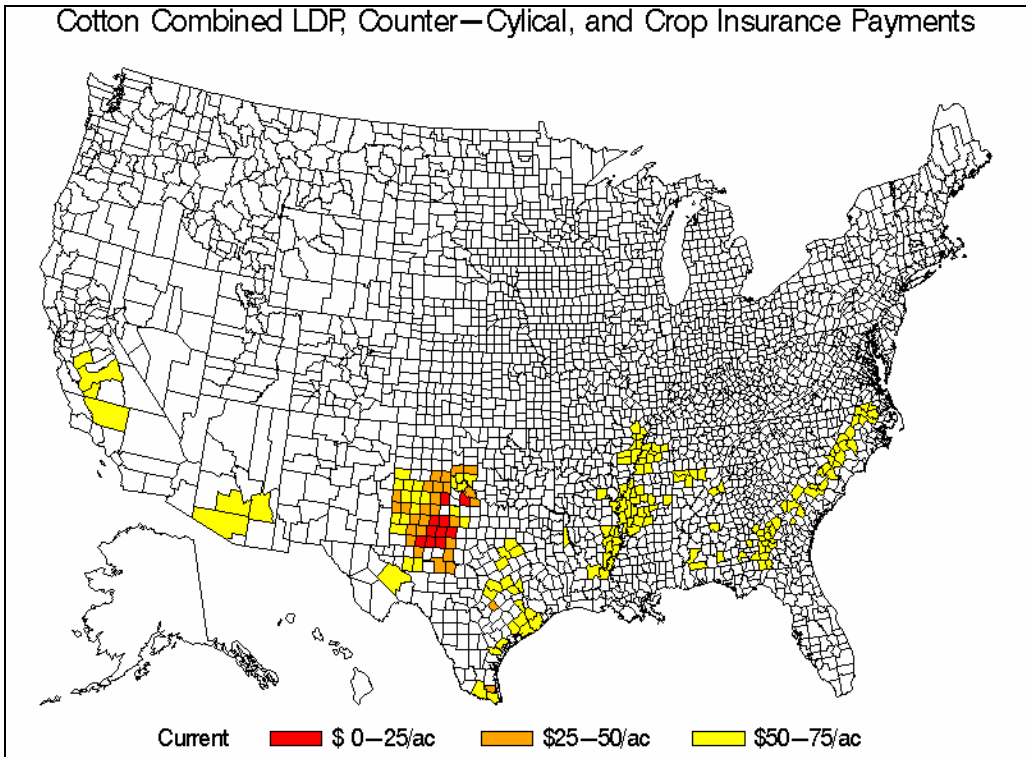 Cotton Combined LDP, Counter—Cylical, and Crop Insurance Payments
Current $ 0—25/ac $25—50/ac $50—75/ac